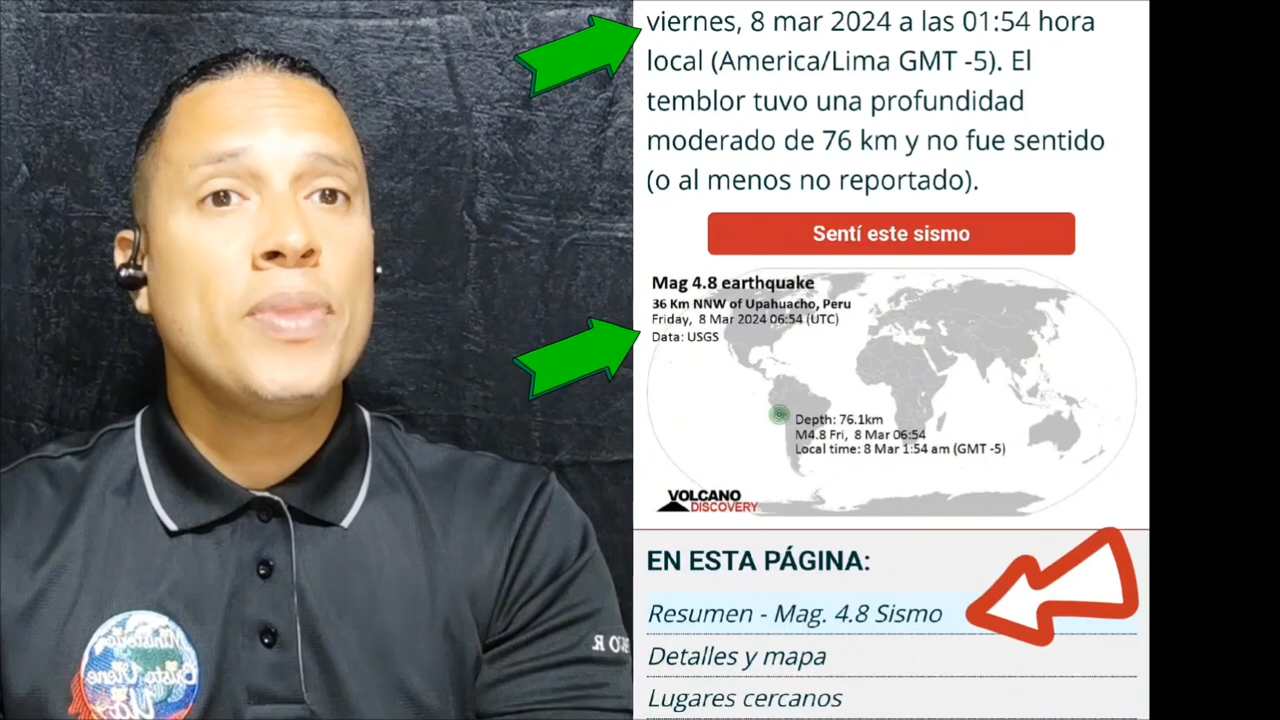 viernes, 8 mar 2024 a las 01:54 hora
local (America/Lima GMT -5). El
temblor tuvo una profundidad
moderado de 76 km y no fue sentido
(o al menos no reportado).
Sentí este sismo
Mag 4.8 earthquake
36 Km NNW of Upahuacho, Peru
Friday, 8 Mar 2024 06:54 (UTC)
Data: USGS
Depth: 76.1km
M4.8 Fri, 8 Mar 06:54
Local time: 8 Mar 1:54 am (GMT -5)
VOLCANO
DISCOVERY
EN ESTA PÁGINA:
Resumen - Mag. 4.8 Sismo
Detalles y mapa
Lugares cercanos
Ministerio
Cristo Viene
Ya